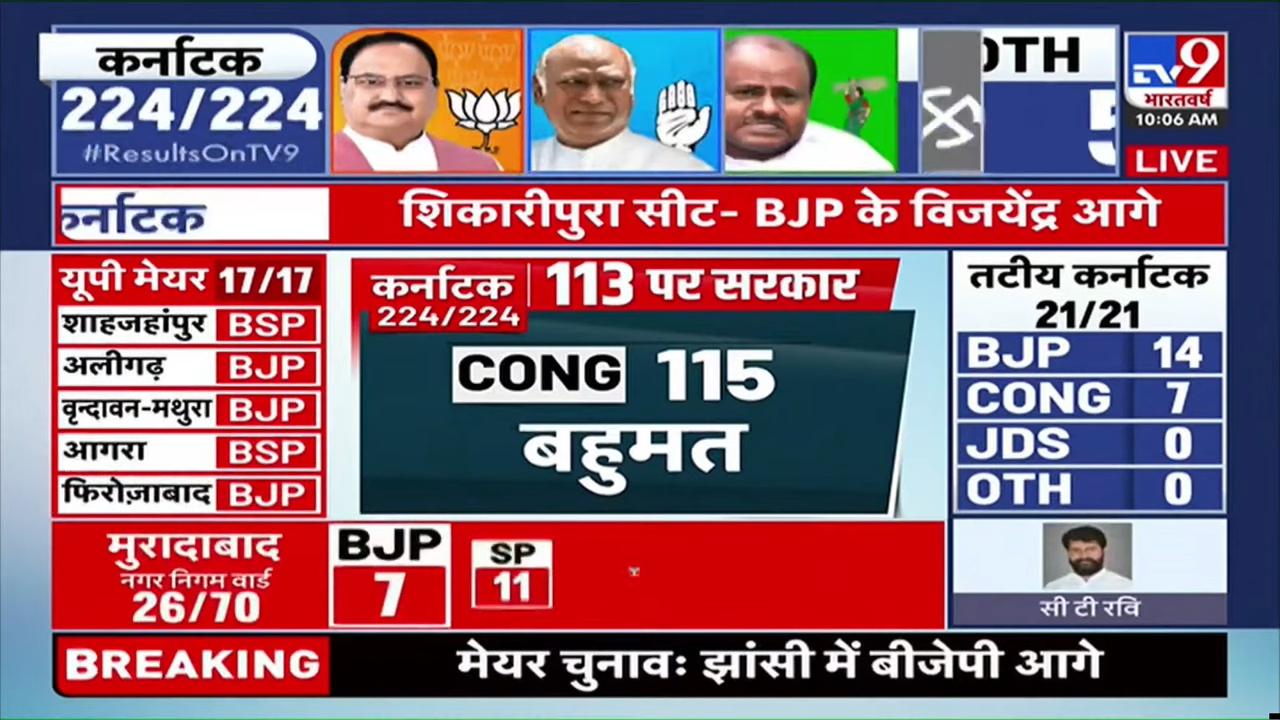 कर्नाटक
224/224
#ResultsOnTV9
OTH
5
TV9
भारतवर्ष
10:06 AM
LIVE
कर्नाटक
शिकारीपुरा सीट- BJP के विजयेंद्र आगे
यूपी मेयर 17/17
शाहजहांपुर BSP
अलीगढ़ BJP
वृन्दावन-मथुरा BJP
आगरा BSP
फिरोज़ाबाद BJP
कर्नाटक
224/224
113 पर सरकार
CONG 115
बहुमत
तटीय कर्नाटक
21/21
BJP 14
CONG 7
JDS 0
OTH 0
सी टी रवि
मुरादाबाद
नगर निगम वार्ड
26/70
BJP
7
SP
11
BREAKING
मेयर चुनावः झांसी में बीजेपी आगे